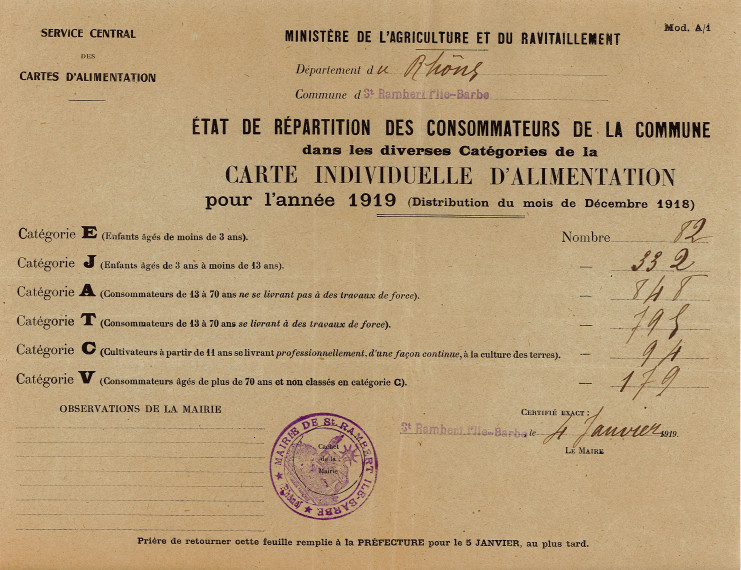 SERVICE CENTRAL
DES
CARTES D'ALIMENTATION
Mod. A/1
MINISTÈRE DE L'AGRICULTURE ET DU RAVITAILLEMENT
Département du Rhône
Commune d St Rambert l'Ile-Barbe
ÉTAT DE RÉPARTITION DES CONSOMMATEURS DE LA COMMUNE
dans les diverses Catégories de la
CARTE INDIVIDUELLE D'ALIMENTATION
pour l'année 1919 (Distribution du mois de Décembre 1918)
Catégorie E (Enfants âgés de moins de 3 ans). Nombre 82
Catégorie J (Enfants âgés de 3 ans à moins de 13 ans). — 332
Catégorie A (Consommateurs de 13 à 70 ans ne se livrant pas à des travaux de force). — 848
Catégorie T (Consommateurs de 13 à 70 ans se livrant à des travaux de force). —
Catégorie C (Cultivateurs à partir de 11 ans se livrant professionnellement, d'une façon continue, à la culture des terres). — 94
Catégorie V (Consommateurs âgés de plus de 70 ans et non classés en catégorie C). — 179
OBSERVATIONS DE LA MAIRIE
MAIRIE DE St RAMBERT ILE-BARBE
Cachet
de la
Mairie
CERTIFIÉ EXACT :
St Rambert l'Ile-Barbe, le 4 Janvier 1919.
LE MAIRE
Prière de retourner cette feuille remplie à la PRÉFECTURE pour le 5 JANVIER, au plus tard.